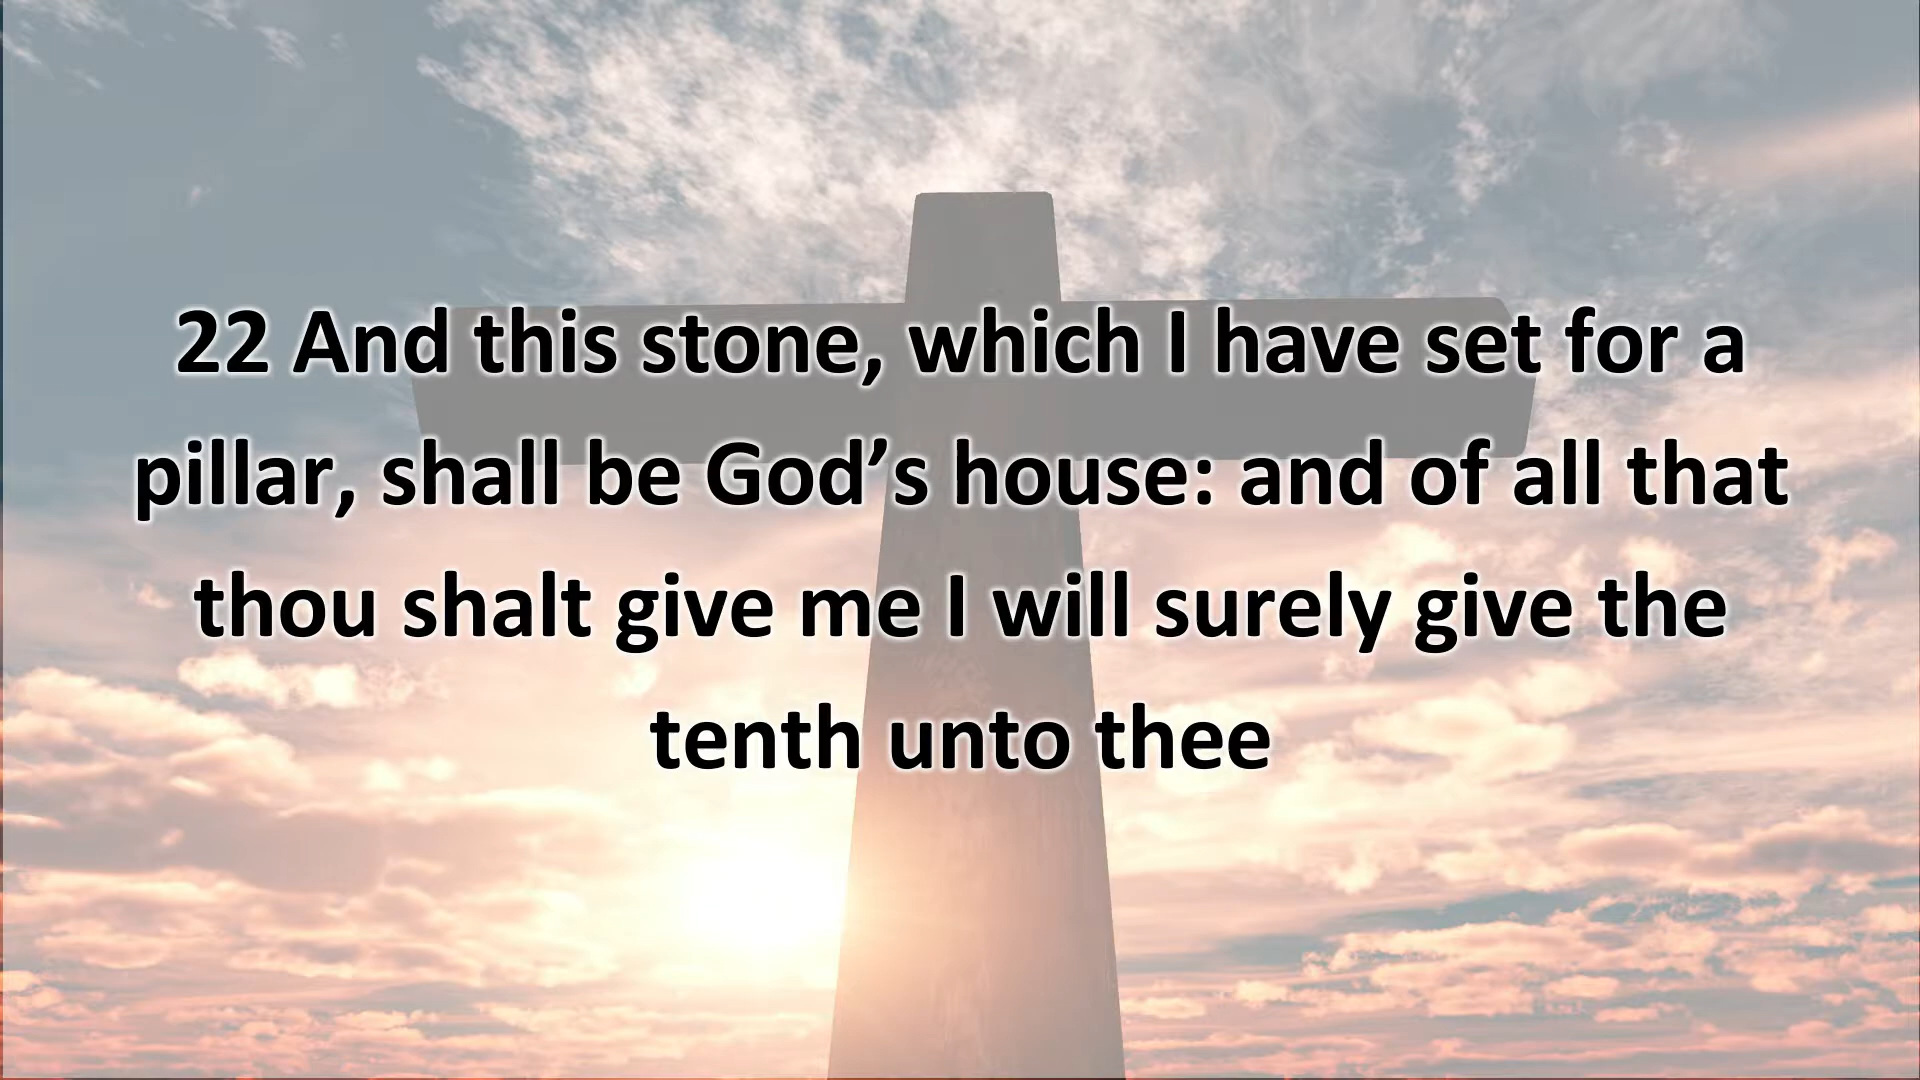 22 And this stone, which I have set for a
pillar, shall be God’s house: and of all that
thou shalt give me I will surely give the
tenth unto thee